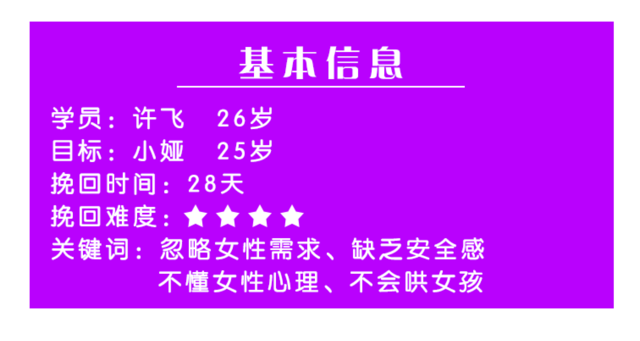 基本信息
学员：许飞 26岁
目标：小娅 25岁
挽回时间：28天
挽回难度：★★★★
关键词：忽略女性需求、缺乏安全感
不懂女性心理、不会哄女孩